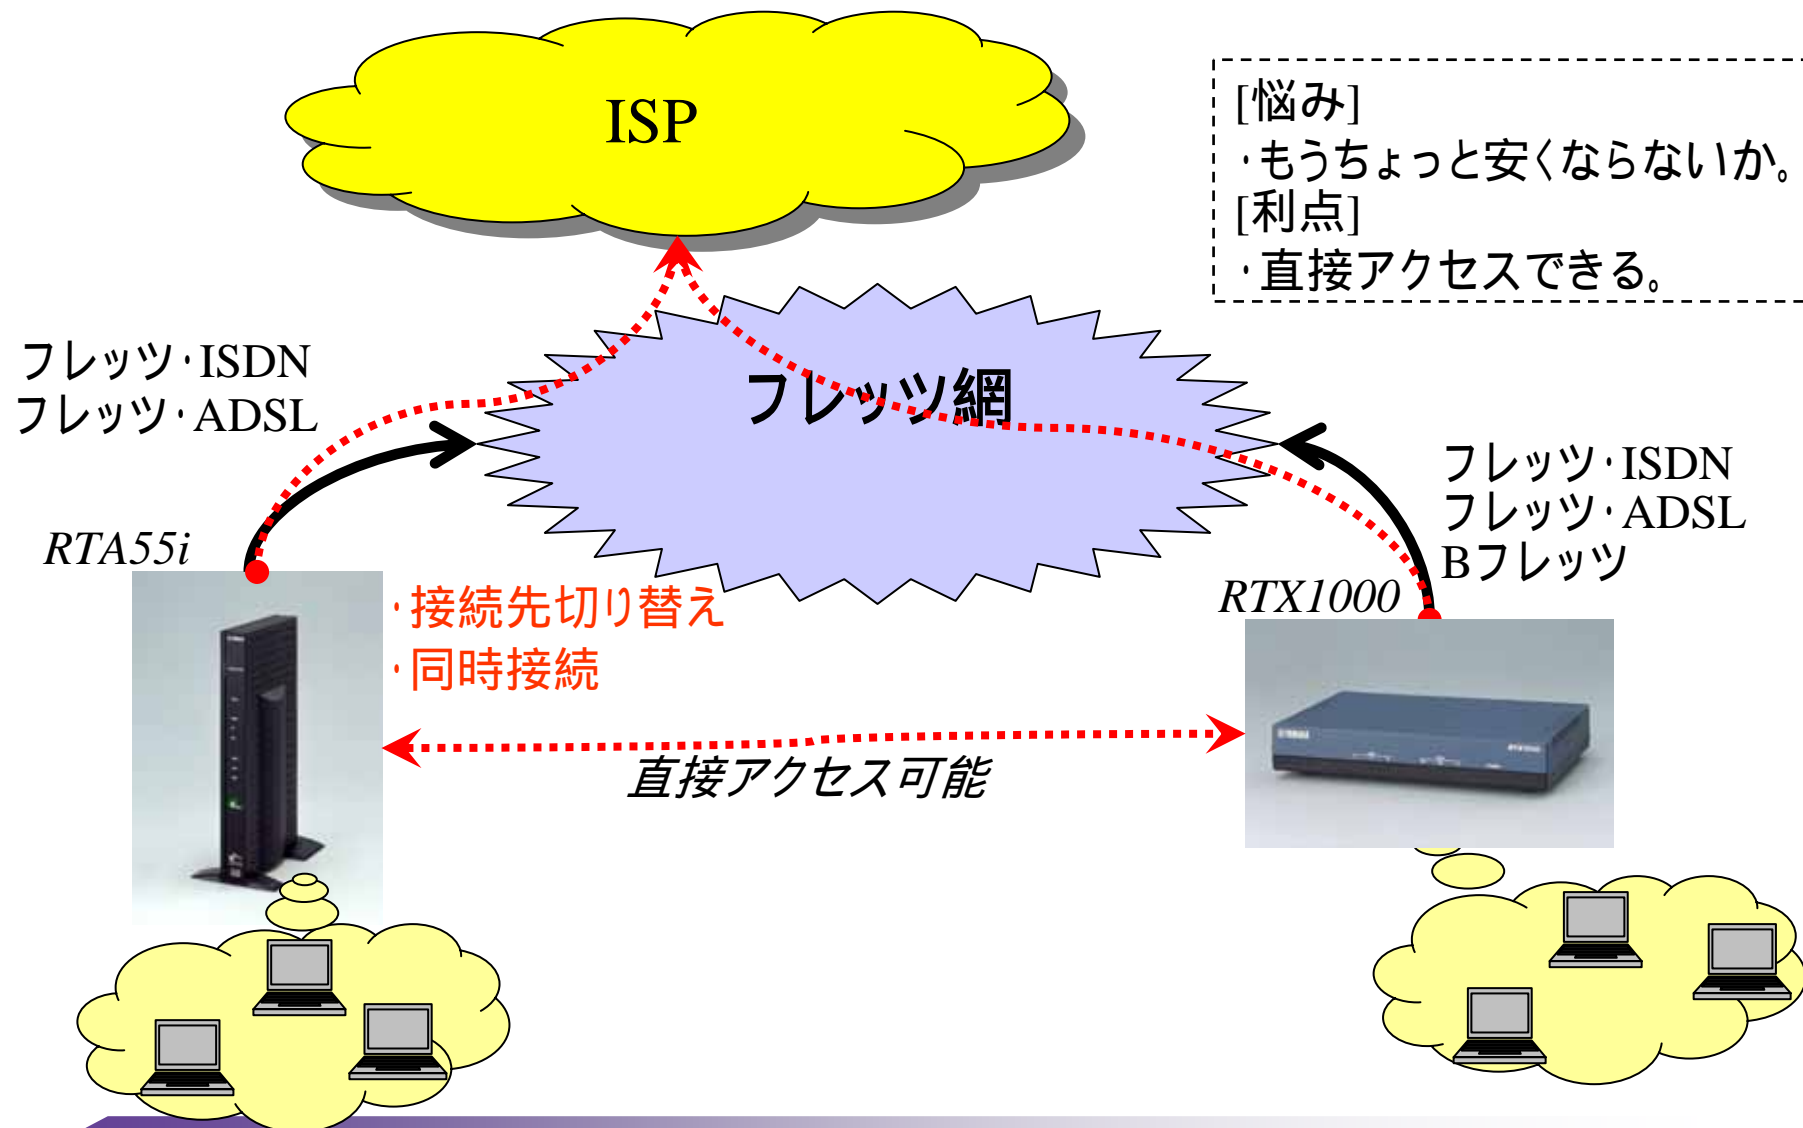 ISP
[悩み]
・もうちょっと安くならないか。
[利点]
・直接アクセスできる。
フレッツ・ISDN
フレッツ・ADSL
フレッツ網
フレッツ・ISDN
フレッツ・ADSL
Bフレッツ
RTA55i
RTX1000
・接続先切り替え
・同時接続
直接アクセス可能